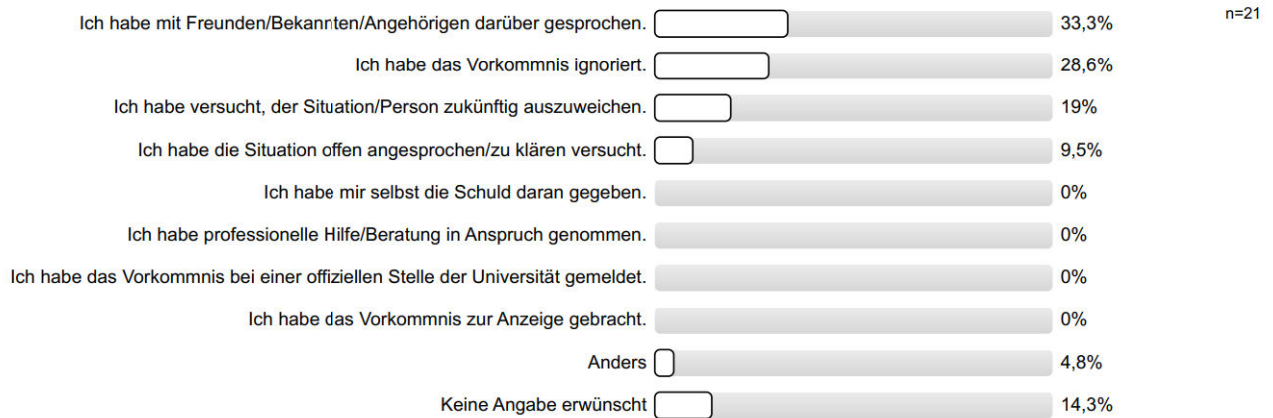 Ich habe mit Freunden/Bekannten/Angehörigen darüber gesprochen. 33,3% n=21
Ich habe das Vorkommnis ignoriert. 28,6%
Ich habe versucht, der Situation/Person zukünftig auszuweichen. 19%
Ich habe die Situation offen angesprochen/zu klären versucht. 9,5%
Ich habe mir selbst die Schuld daran gegeben. 0%
Ich habe professionelle Hilfe/Beratung in Anspruch genommen. 0%
Ich habe das Vorkommnis bei einer offiziellen Stelle der Universität gemeldet. 0%
Ich habe das Vorkommnis zur Anzeige gebracht. 0%
Anders 4,8%
Keine Angabe erwünscht 14,3%